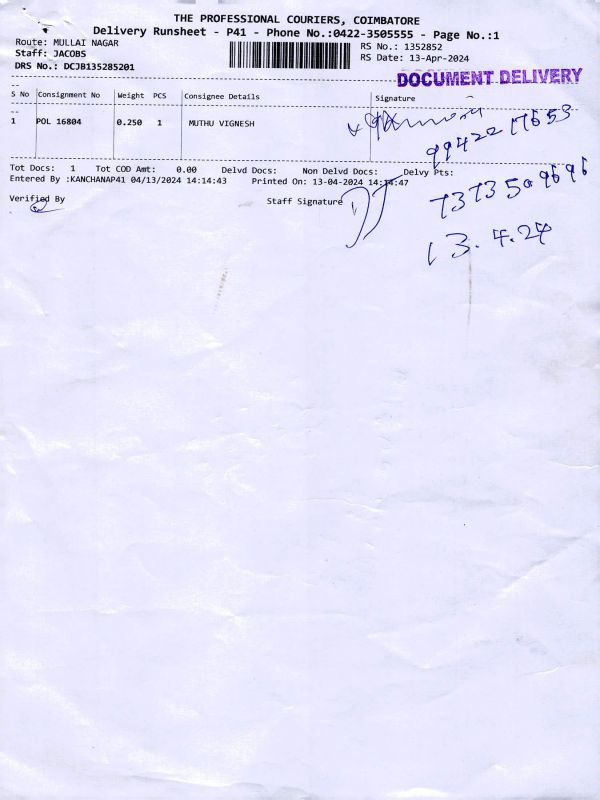 THE PROFESSIONAL COURIERS, COIMBATORE
Delivery Runsheet - P41 - Phone No.:0422-3505555 - Page No.:1
Route: MULLAI NAGAR
RS No.: 1352852
Staff: JACOBS
RS Date: 13-Apr-2024
DRS No.: DCJB135285201
DOCUMENT DELIVERY
S No Consignment No Weight PCS Consignee Details Signature
1 POL 16804 0.250 1 MUTHU VIGNESH
99422 17653
Tot Docs: 1 Tot COD Amt: 0.00 Delvd Docs: Non Delvd Docs: Delvy Pts:
Entered By :KANCHANAP41 04/13/2024 14:14:43 Printed On: 13-04-2024 14:14:47
73735 09696
Verified By Staff Signature
13.4.24